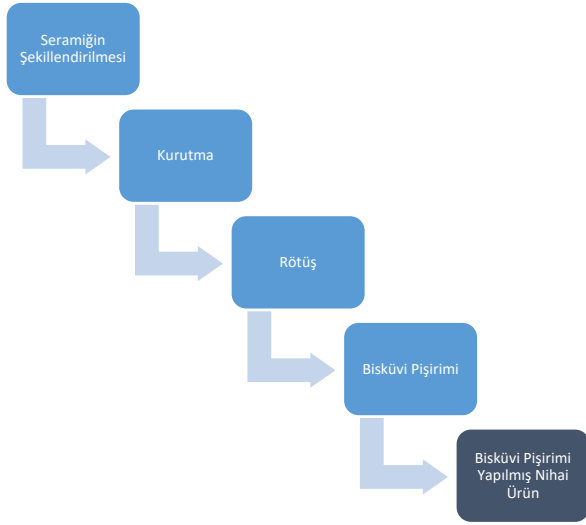 Seramiğin
Şekillendirilmesi
Kurutma
Rötüş
Bisküvi Pişirimi
Bisküvi Pişirimi
Yapılmış Nihai
Ürün